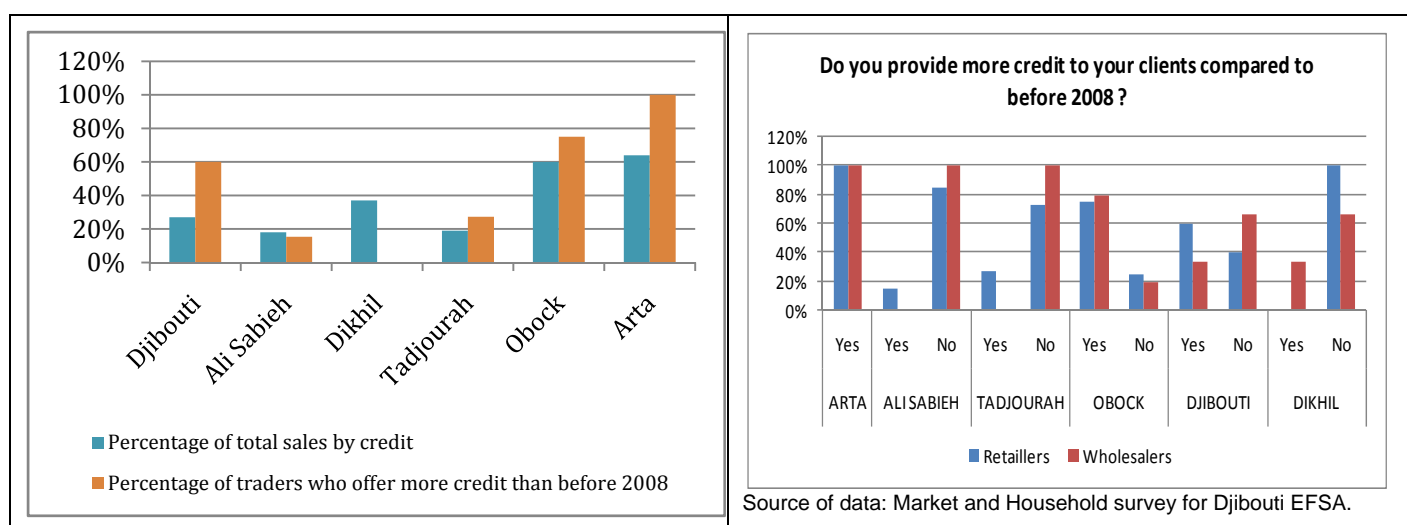 120%
100%
80%
60%
40%
20%
0%
Djibouti
Ali Sabieh
Dikhil
Tadjourah
Obock
Arta
Percentage of total sales by credit
Percentage of traders who offer more credit than before 2008
Do you provide more credit to your clients compared to
before 2008 ?
120%
100%
80%
60%
40%
20%
0%
Yes Yes No Yes No Yes No Yes No Yes No
ARTA ALI SABIEH TADJOURAH OBOCK DJIBOUTI DIKHIL
Retaillers Wholesalers
Source of data: Market and Household survey for Djibouti EFSA.